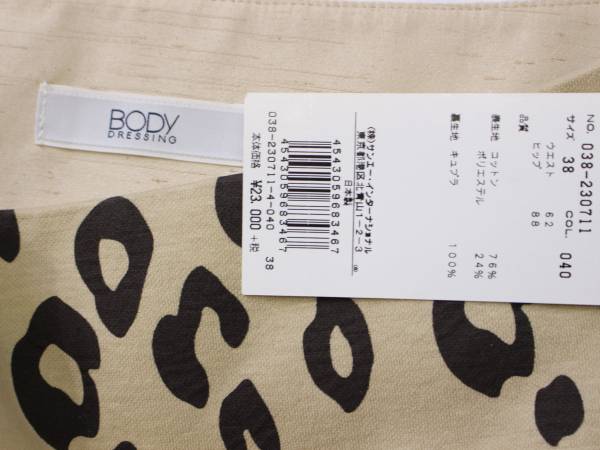 BODY
DRESSING
NO. 038-230711
サイズ 38 COL. 040
ウエスト 62
ヒップ 88
品質
表生地 コットン 76%
ポリエステル 24%
裏生地 キュプラ 100%
(株)サンエー・インターナショナル
東京都港区北青山1-2-3
日本製
4543059683467
4543059683467
038-230711-4-040 38
本体価格 ¥23,000 +税